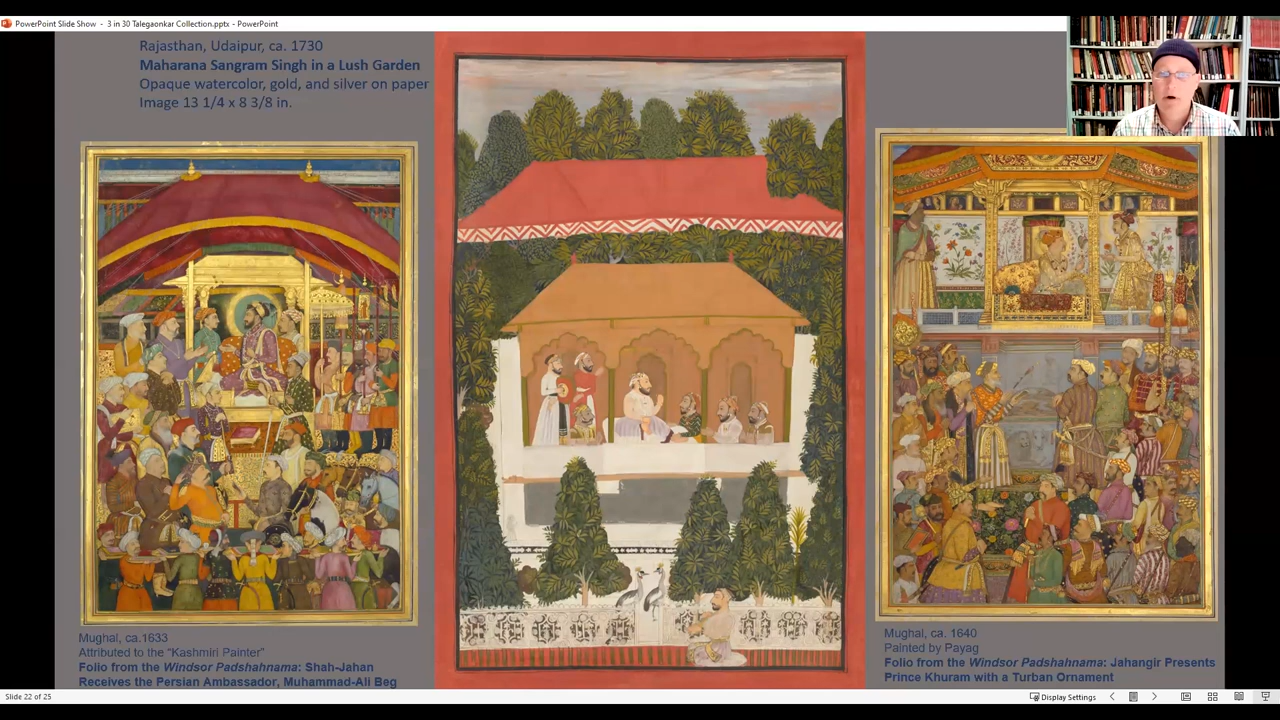 PowerPoint Slide Show - 3 in 30 Talegaonkar Collection.pptx - PowerPoint
Rajasthan, Udaipur, ca. 1730
Maharana Sangram Singh in a Lush Garden
Opaque watercolor, gold, and silver on paper
Image 13 1/4 x 8 3/8 in.
Mughal, ca.1633
Attributed to the “Kashmiri Painter”
Folio from the Windsor Padshahnama: Shah-Jahan
Receives the Persian Ambassador, Muhammad-Ali Beg
Mughal, ca. 1640
Painted by Payag
Folio from the Windsor Padshahnama: Jahangir Presents
Prince Khuram with a Turban Ornament
Slide 22 of 25
Display Settings